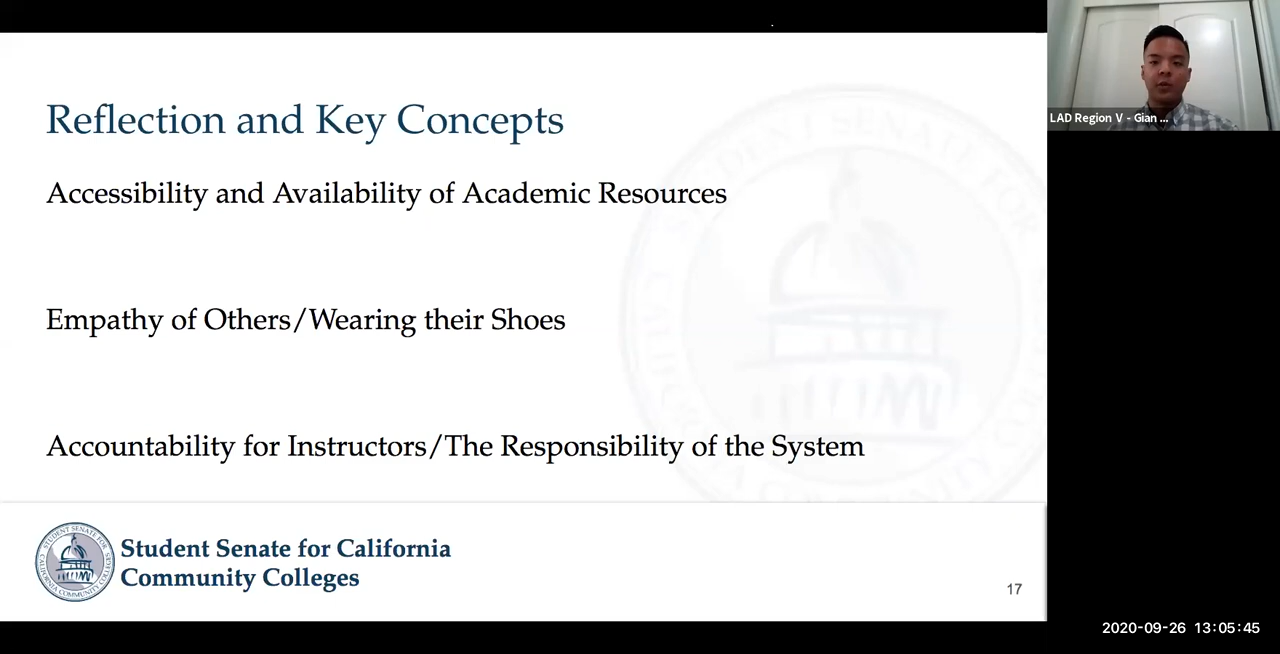 Reflection and Key Concepts
LAD Region V - Gian ...
Accessibility and Availability of Academic Resources
Empathy of Others/Wearing their Shoes
Accountability for Instructors/The Responsibility of the System
Student Senate for California
Community Colleges
17
2020-09-26 13:05:45